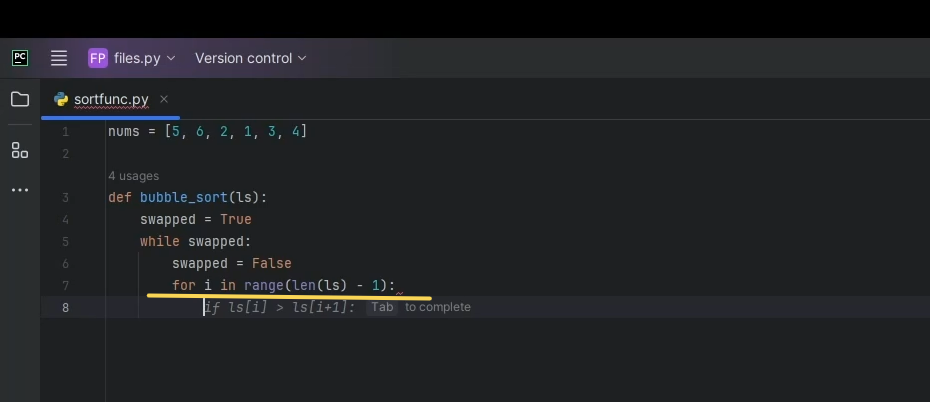 PC
FP files.py Version control
sortfunc.py
1 nums = [5, 6, 2, 1, 3, 4]
2
4 usages
3 def bubble_sort(ls):
4 swapped = True
5 while swapped:
6 swapped = False
7 for i in range(len(ls) - 1):
8 if ls[i] > ls[i+1]: Tab to complete